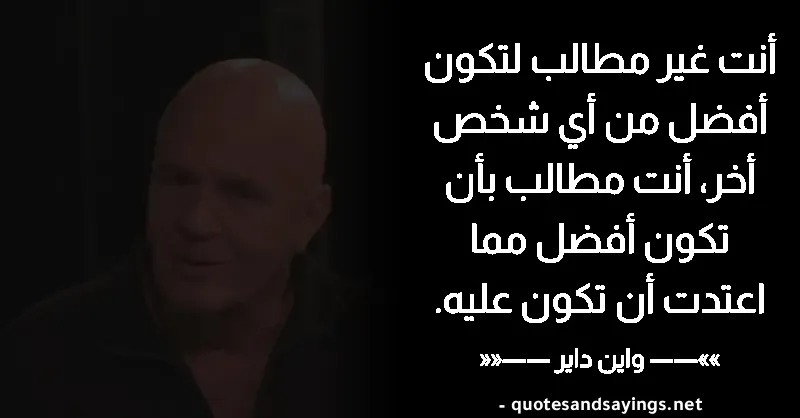 أنت غير مطالب لتكون
أفضل من أي شخص
أخر، أنت مطالب بأن
تكون أفضل مما
اعتدت أن تكون عليه.
««—— واين داير ——»»
- quotesandsayings.net